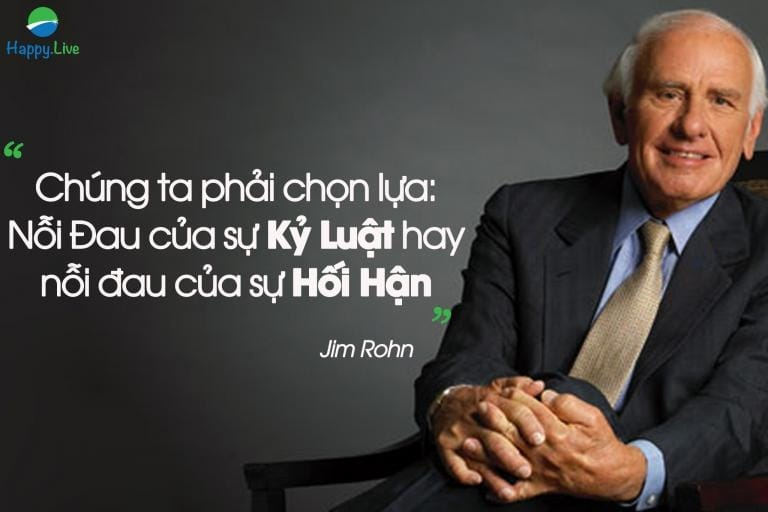 Happy.Live
“
Chúng ta phải chọn lựa:
Nỗi Đau của sự Kỷ Luật hay
nỗi đau của sự Hối Hận
”
Jim Rohn